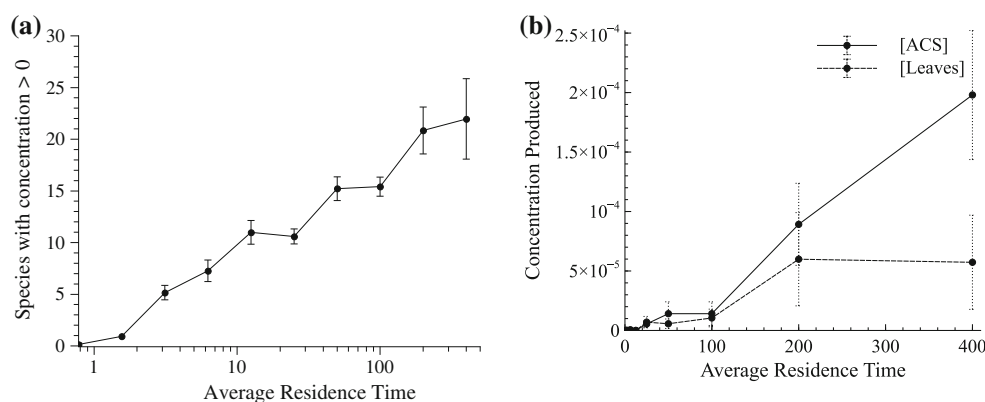 (a)
30
25
20
15
10
5
0
Species with concentration > 0
1
10
100
Average Residence Time
(b)
2.5×10⁻⁴
2×10⁻⁴
1.5×10⁻⁴
10⁻⁴
5×10⁻⁵
0
Concentration Produced
[ACS]
[Leaves]
0
100
200
300
400
Average Residence Time